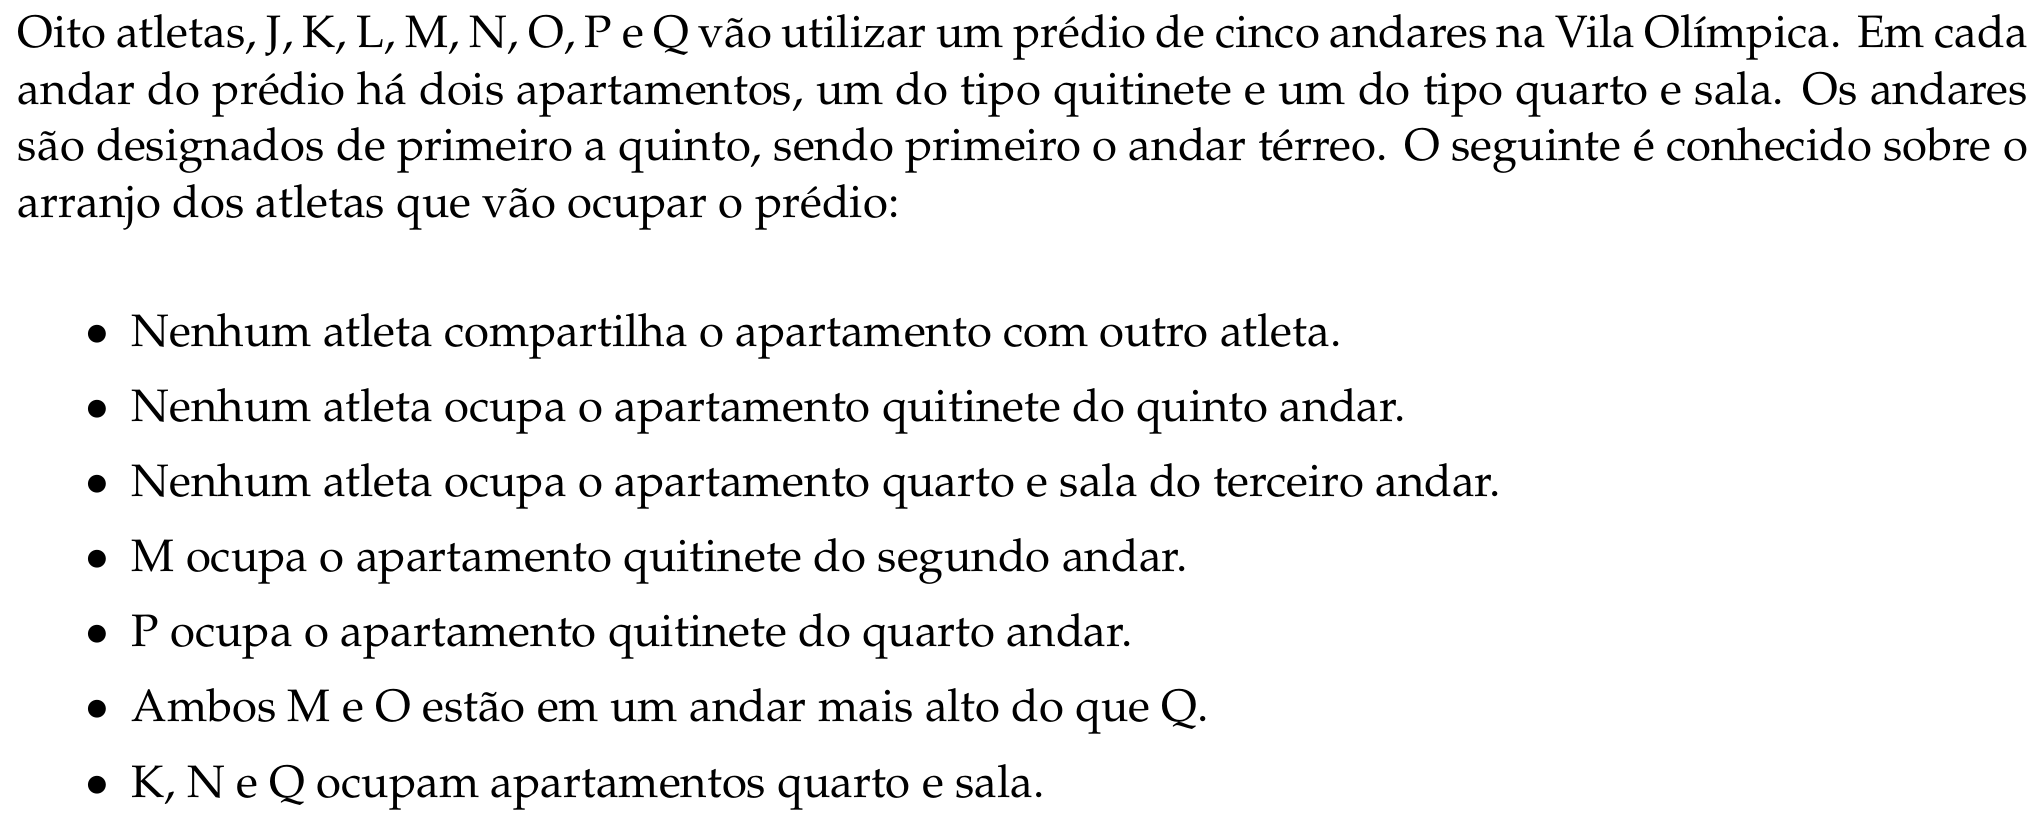 Oito atletas, J, K, L, M, N, O, P e Q vão utilizar um prédio de cinco andares na Vila Olímpica. Em cada
andar do prédio há dois apartamentos, um do tipo quitinete e um do tipo quarto e sala. Os andares
são designados de primeiro a quinto, sendo primeiro o andar térreo. O seguinte é conhecido sobre o
arranjo dos atletas que vão ocupar o prédio:
• Nenhum atleta compartilha o apartamento com outro atleta.
• Nenhum atleta ocupa o apartamento quitinete do quinto andar.
• Nenhum atleta ocupa o apartamento quarto e sala do terceiro andar.
• M ocupa o apartamento quitinete do segundo andar.
• P ocupa o apartamento quitinete do quarto andar.
• Ambos M e O estão em um andar mais alto do que Q.
• K, N e Q ocupam apartamentos quarto e sala.